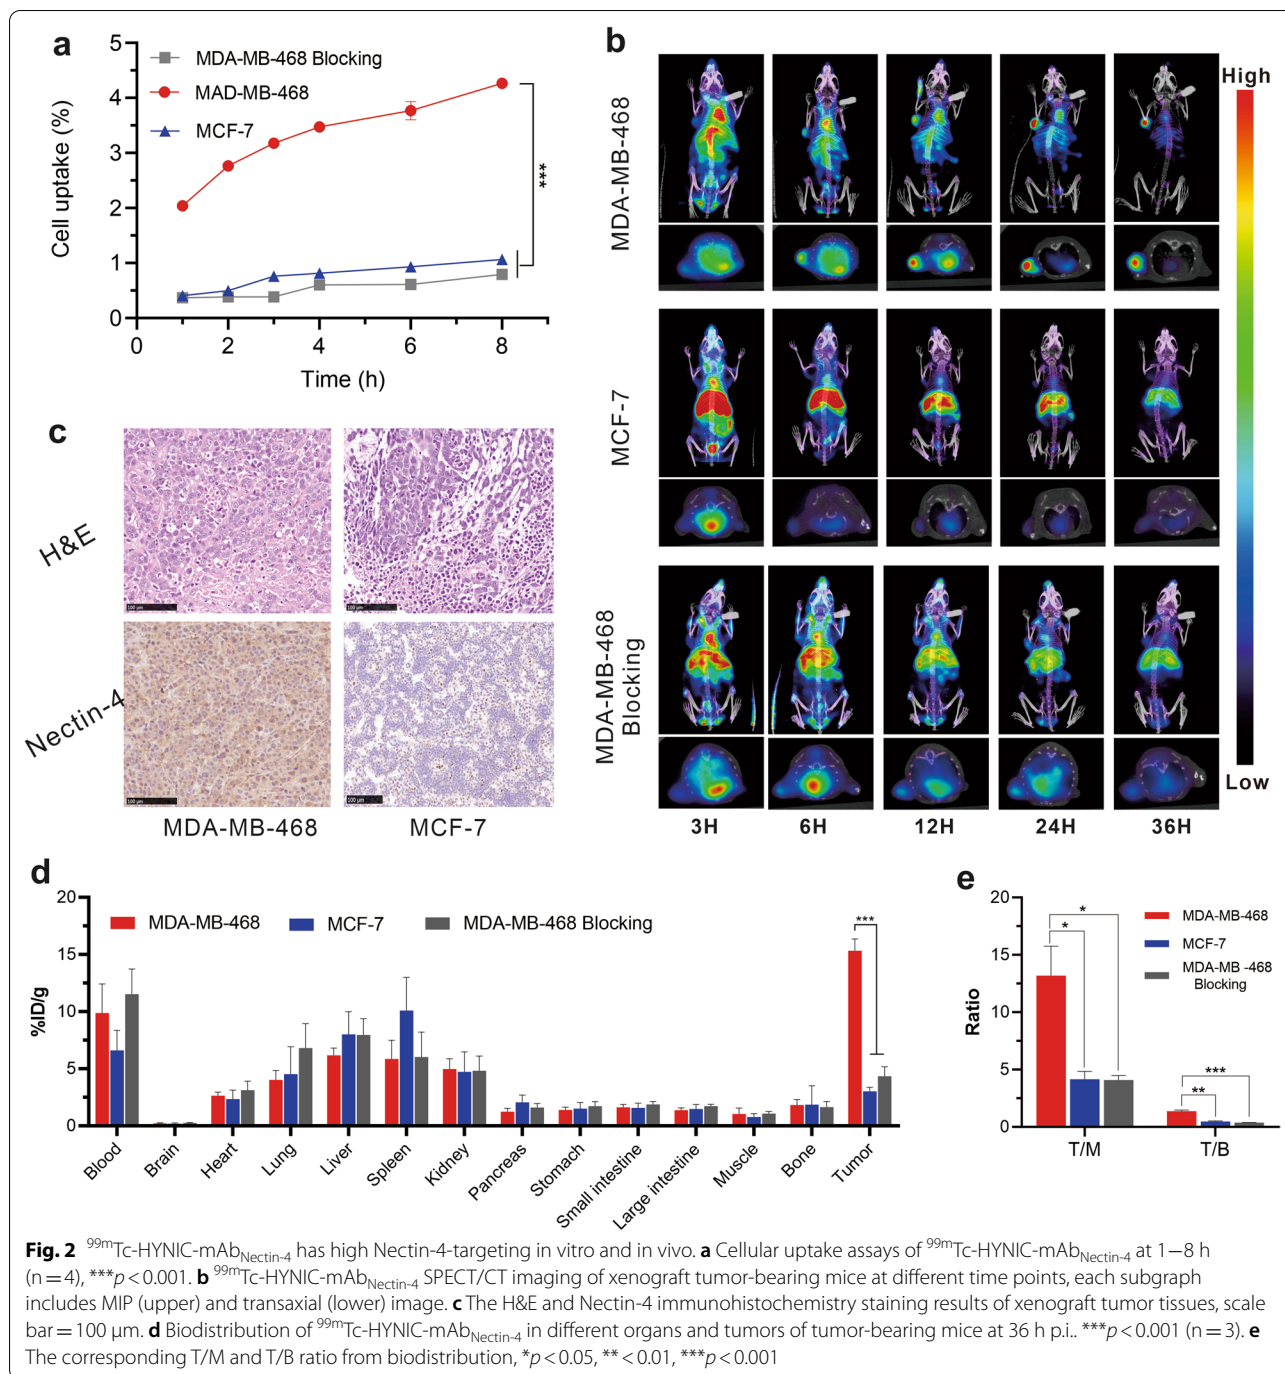 a
5
4
3
2
1
0
Cell uptake (%)
MDA-MB-468 Blocking
MAD-MB-468
MCF-7
***
0 2 4 6 8
Time (h)
b
MDA-MB-468
MCF-7
MDA-MB-468
Blocking
3H 6H 12H 24H 36H
High
Low
c
H&E
Nectin-4
100 μm
100 μm
100 μm
100 μm
MDA-MB-468 MCF-7
d
20
15
10
5
0
%ID/g
MDA-MB-468 MCF-7 MDA-MB-468 Blocking
***
Blood Brain Heart Lung Liver Spleen Kidney Pancreas Stomach Small intestine Large intestine Muscle Bone Tumor
e
20
15
10
5
0
Ratio
MDA-MB-468
MCF-7
MDA-MB -468
Blocking
*
*
***
**
T/M T/B
Fig. 2 99mTc-HYNIC-mAbNectin-4 has high Nectin-4-targeting in vitro and in vivo. a Cellular uptake assays of 99mTc-HYNIC-mAbNectin-4 at 1–8 h
(n=4), ***p<0.001. b 99mTc-HYNIC-mAbNectin-4 SPECT/CT imaging of xenograft tumor-bearing mice at different time points, each subgraph
includes MIP (upper) and transaxial (lower) image. c The H&E and Nectin-4 immunohistochemistry staining results of xenograft tumor tissues, scale
bar=100 μm. d Biodistribution of 99mTc-HYNIC-mAbNectin-4 in different organs and tumors of tumor-bearing mice at 36 h p.i.. ***p<0.001 (n=3). e
The corresponding T/M and T/B ratio from biodistribution, *p<0.05, **<0.01, ***p<0.001